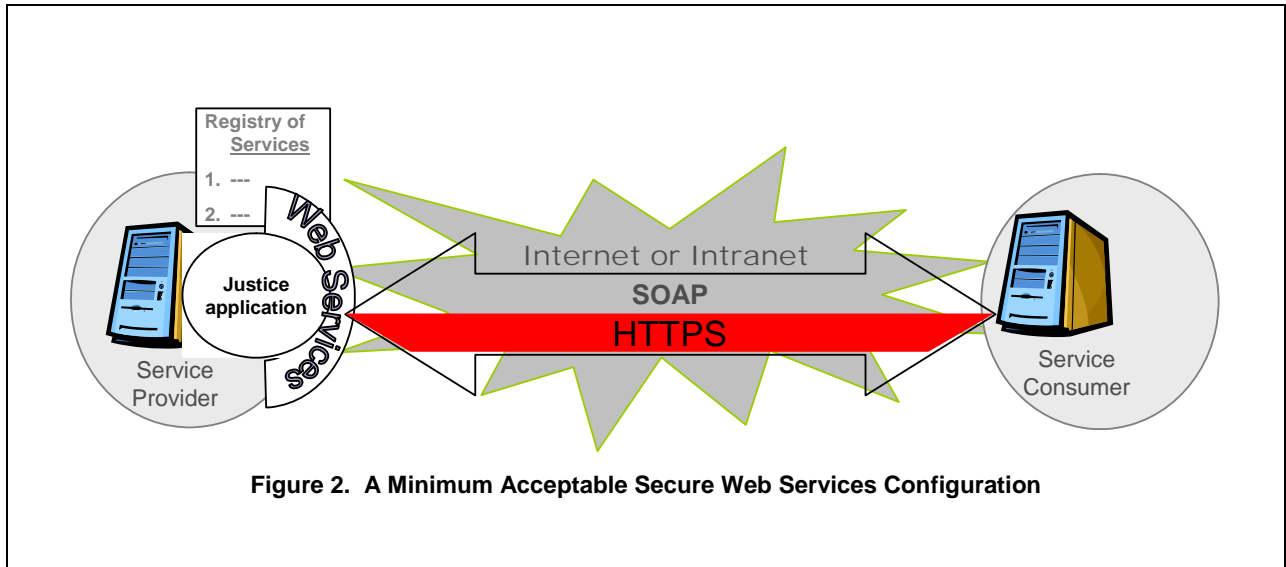 Registry of
Services
1. ---
2. ---
Web Services
Justice
application
Service
Provider
Internet or Intranet
SOAP
HTTPS
Service
Consumer
Figure 2. A Minimum Acceptable Secure Web Services Configuration